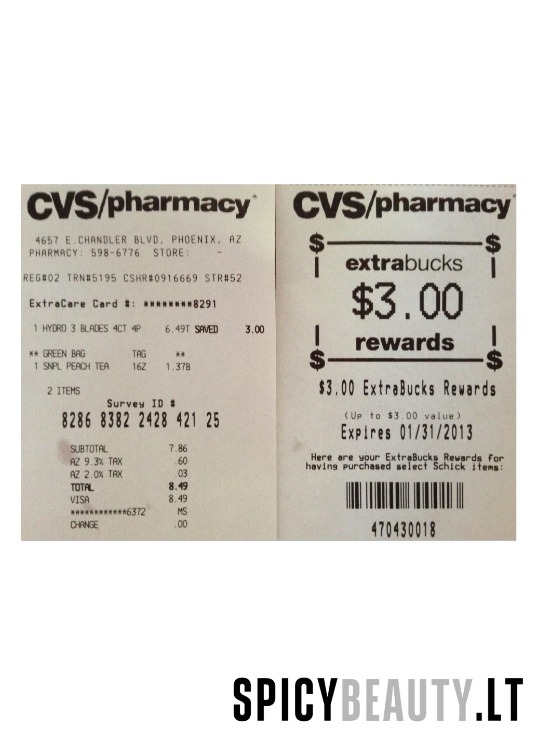 CVS/pharmacy
4657 E.CHANDLER BLVD, PHOENIX, AZ
PHARMACY: 598-6776 STORE: -
REG#02 TRN#5195 CSHR#0916669 STR#52
ExtraCare Card #: ********8291
1 HYDRO 3 BLADES 4CT 4P 6.49T SAVED 3.00
** GREEN BAG TAG **
1 SNPL PEACH TEA 16Z 1.37B
2 ITEMS
Survey ID #
8286 8382 2428 421 25
SUBTOTAL 7.86
AZ 9.3% TAX .60
AZ 2.0% TAX .03
TOTAL 8.49
VISA 8.49
************6372 MS
CHANGE .00
CVS/pharmacy
$ $
extrabucks
$3.00
rewards
$ $
$3.00 ExtraBucks Rewards
(Up to $3.00 value)
Expires 01/31/2013
Here are your ExtraBucks Rewards for
having purchased select Schick items:
470430018
SPICYBEAUTY.LT